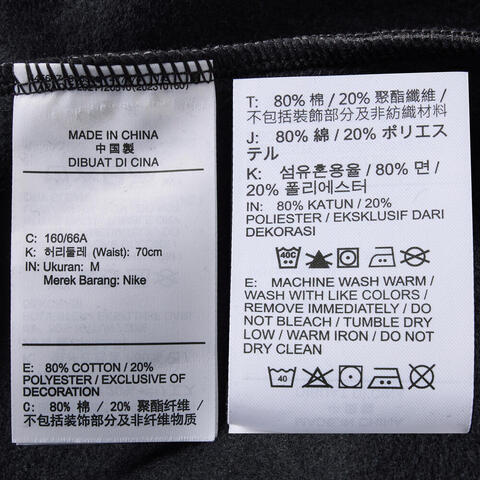 MADE IN CHINA
中国製
DIBUAT DI CINA
C: 160/66A
K: 허리둘레 (Waist): 70cm
IN: Ukuran: M
Merek Barang: Nike
E: 80% COTTON / 20%
POLYESTER / EXCLUSIVE OF
DECORATION
C: 80% 棉 / 20% 聚酯纤维 /
不包括装饰部分及非纤维物质
T: 80% 棉 / 20% 聚酯纖維 /
不包括裝飾部分及非紡織材料
J: 80% 綿 / 20% ポリエス
テル
K: 섬유혼용율 / 80% 면 /
20% 폴리에스터
IN: 80% KATUN / 20%
POLIESTER / EKSKLUSIF DARI
DEKORASI
40C
E: MACHINE WASH WARM /
WASH WITH LIKE COLORS /
REMOVE IMMEDIATELY / DO
NOT BLEACH / TUMBLE DRY
LOW / WARM IRON / DO NOT
DRY CLEAN
40